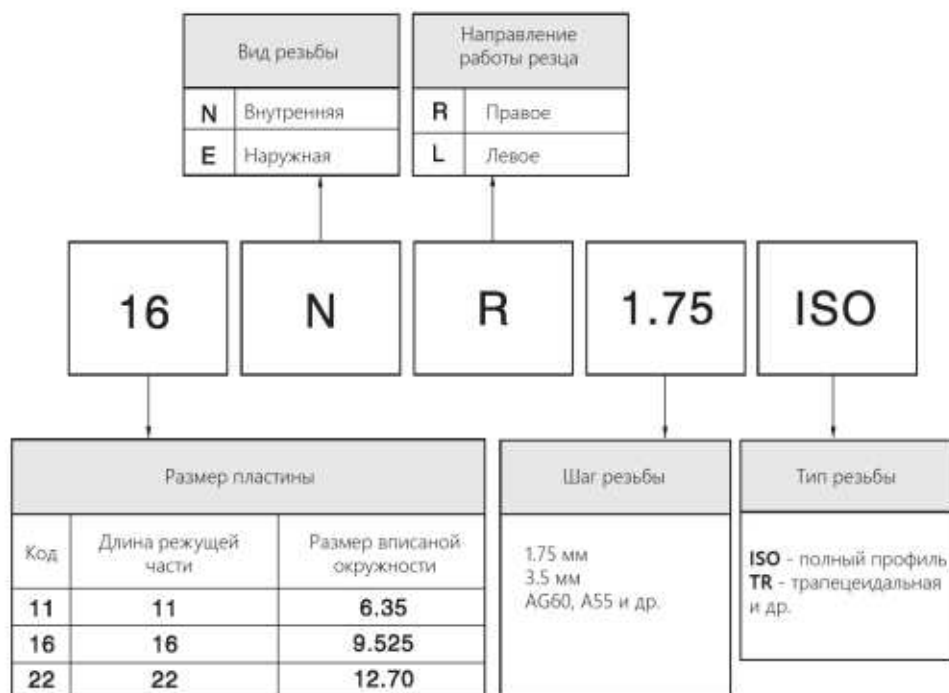 Вид резьбы
N Внутренняя
E Наружная
Направление
работы резца
R Правое
L Левое
16 N R 1.75 ISO
Размер пластины
Код Длина режущей части Размер вписаной окружности
11 11 6.35
16 16 9.525
22 22 12.70
Шаг резьбы
1.75 мм
3.5 мм
AG60, A55 и др.
Тип резьбы
ISO - полный профиль
TR - трапецеидальная
и др.